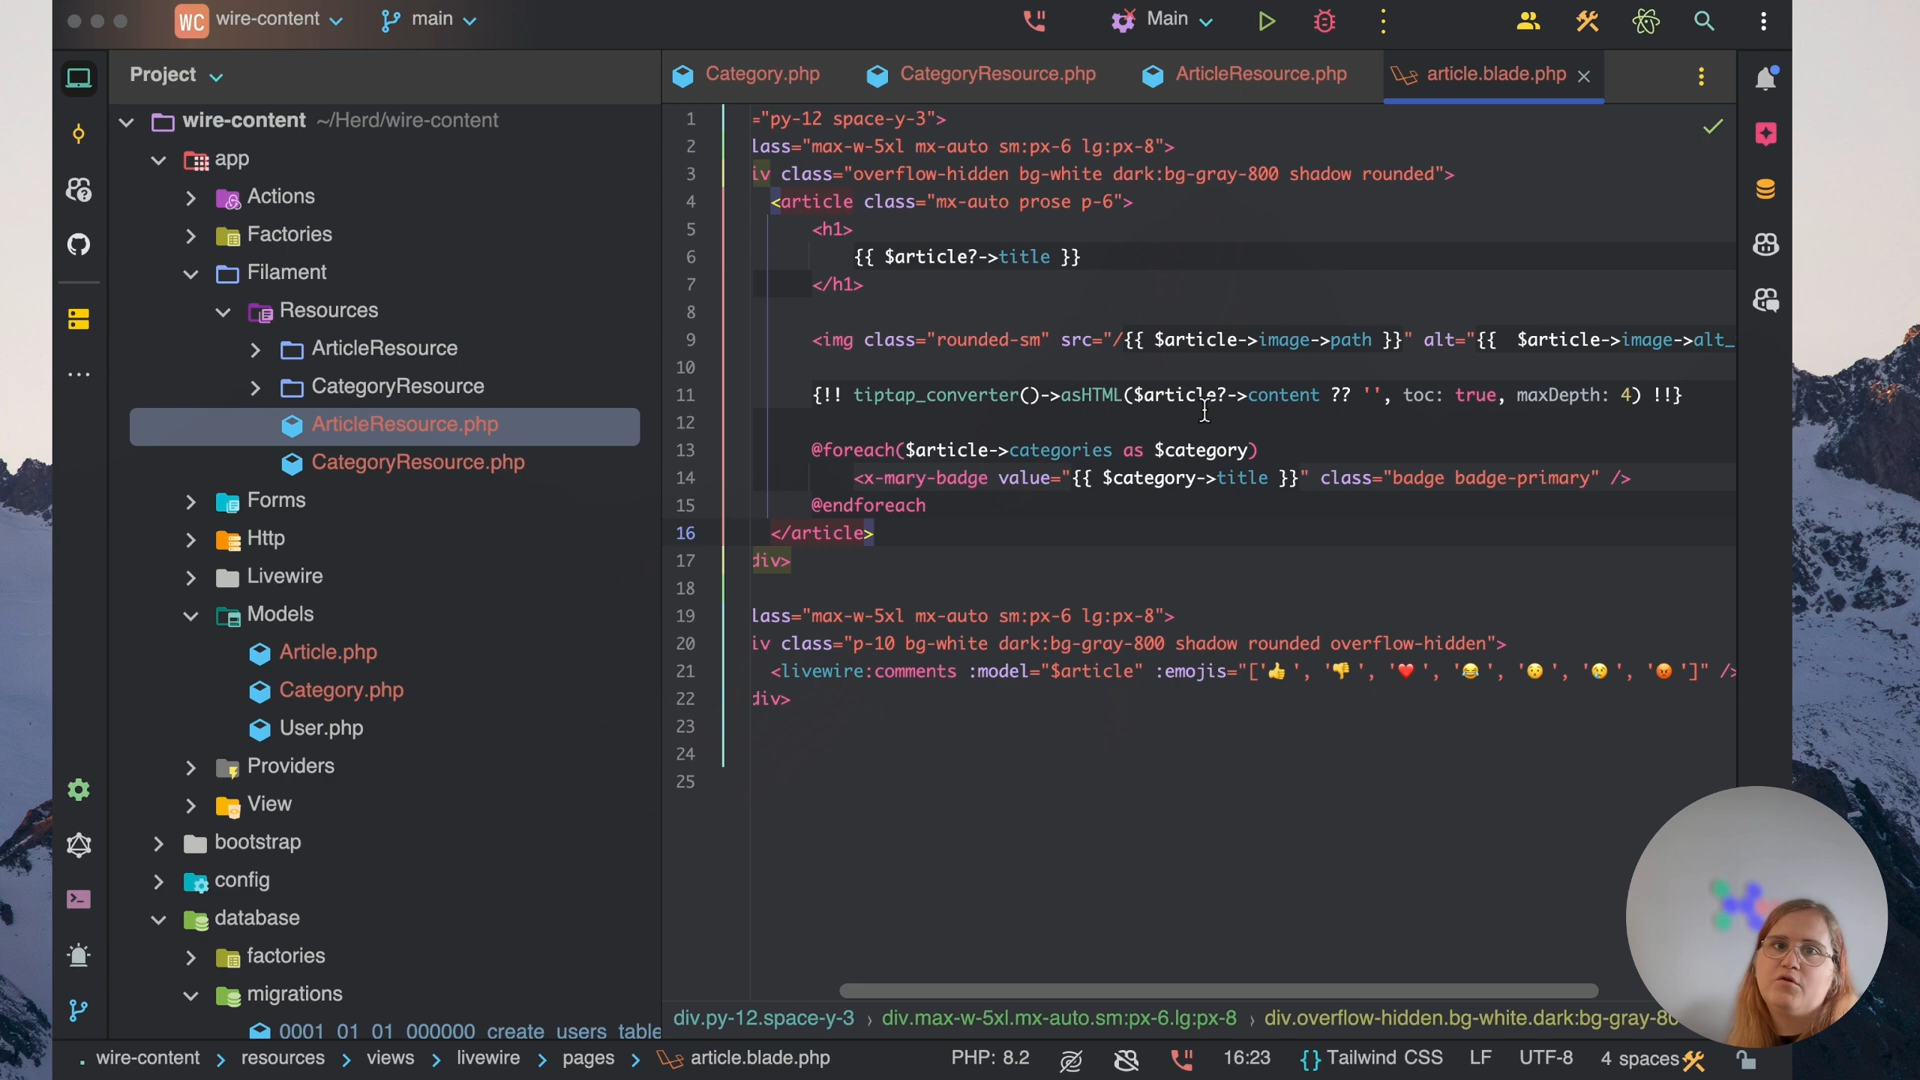 WC wire-content main Main
Project
Category.php CategoryResource.php ArticleResource.php article.blade.php
wire-content ~/Herd/wire-content
app
Actions
Factories
Filament
Resources
ArticleResource
CategoryResource
ArticleResource.php
CategoryResource.php
Forms
Http
Livewire
Models
Article.php
Category.php
User.php
Providers
View
bootstrap
config
database
factories
migrations
0001_01_01_000000_create_users_table
1 ="py-12 space-y-3">
2 lass="max-w-5xl mx-auto sm:px-6 lg:px-8">
3 iv class="overflow-hidden bg-white dark:bg-gray-800 shadow rounded">
4 <article class="mx-auto prose p-6">
5 <h1>
6 {{ $article?->title }}
7 </h1>
8
9 <img class="rounded-sm" src="/{{ $article->image->path }}" alt="{{ $article->image->alt_
10
11 {!! tiptap_converter()->asHTML($article?->content ?? '', toc: true, maxDepth: 4) !!}
12
13 @foreach($article->categories as $category)
14 <x-mary-badge value="{{ $category->title }}" class="badge badge-primary" />
15 @endforeach
16 </article>
17 div>
18
19 lass="max-w-5xl mx-auto sm:px-6 lg:px-8">
20 iv class="p-10 bg-white dark:bg-gray-800 shadow rounded overflow-hidden">
21 <livewire:comments :model="$article" :emojis="['👍', '👎', '❤️', '😂', '😯', '😢', '😡']" />
22 div>
23
24
25
div.py-12.space-y-3 › div.max-w-5xl.mx-auto.sm:px-6.lg:px-8 › div.overflow-hidden.bg-white.dark:bg-gray-80
wire-content › resources › views › livewire › pages › article.blade.php PHP: 8.2 16:23 {} Tailwind CSS LF UTF-8 4 spaces